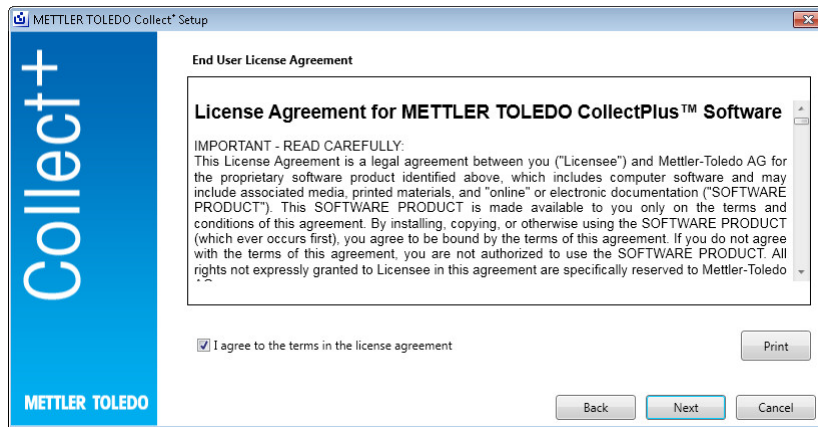 METTLER TOLEDO Collect⁺ Setup
Collect+
End User License Agreement
License Agreement for METTLER TOLEDO CollectPlus™ Software
IMPORTANT - READ CAREFULLY:
This License Agreement is a legal agreement between you ("Licensee") and Mettler-Toledo AG for
the proprietary software product identified above, which includes computer software and may
include associated media, printed materials, and "online" or electronic documentation ("SOFTWARE
PRODUCT"). This SOFTWARE PRODUCT is made available to you only on the terms and
conditions of this agreement. By installing, copying, or otherwise using the SOFTWARE PRODUCT
(which ever occurs first), you agree to be bound by the terms of this agreement. If you do not agree
with the terms of this agreement, you are not authorized to use the SOFTWARE PRODUCT. All
rights not expressly granted to Licensee in this agreement are specifically reserved to Mettler-Toledo
I agree to the terms in the license agreement
Print
METTLER TOLEDO
Back
Next
Cancel